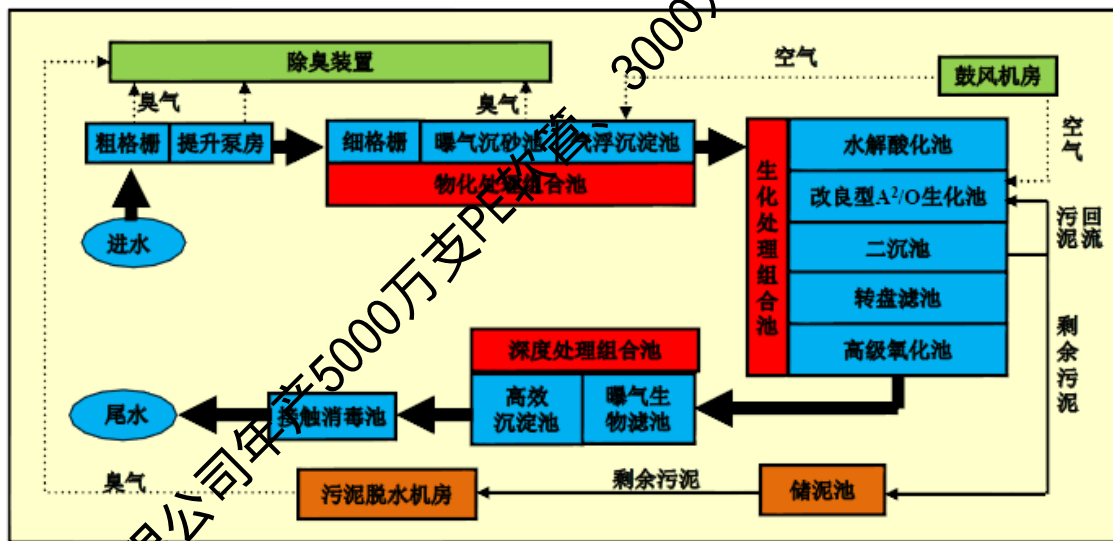 除臭装置
空气
鼓风机房
臭气
臭气
空气
粗格栅
提升泵房
细格栅
曝气沉砂池
浮沉淀池
物化处理组合池
进水
生化处理组合池
水解酸化池
改良型A²/O生化池
二沉池
转盘滤池
高级氧化池
污泥
回流
剩余污泥
深度处理组合池
高效
沉淀池
曝气生
物滤池
接触消毒池
尾水
臭气
污泥脱水机房
剩余污泥
储泥池
公司年产5000万支PE软管、3000